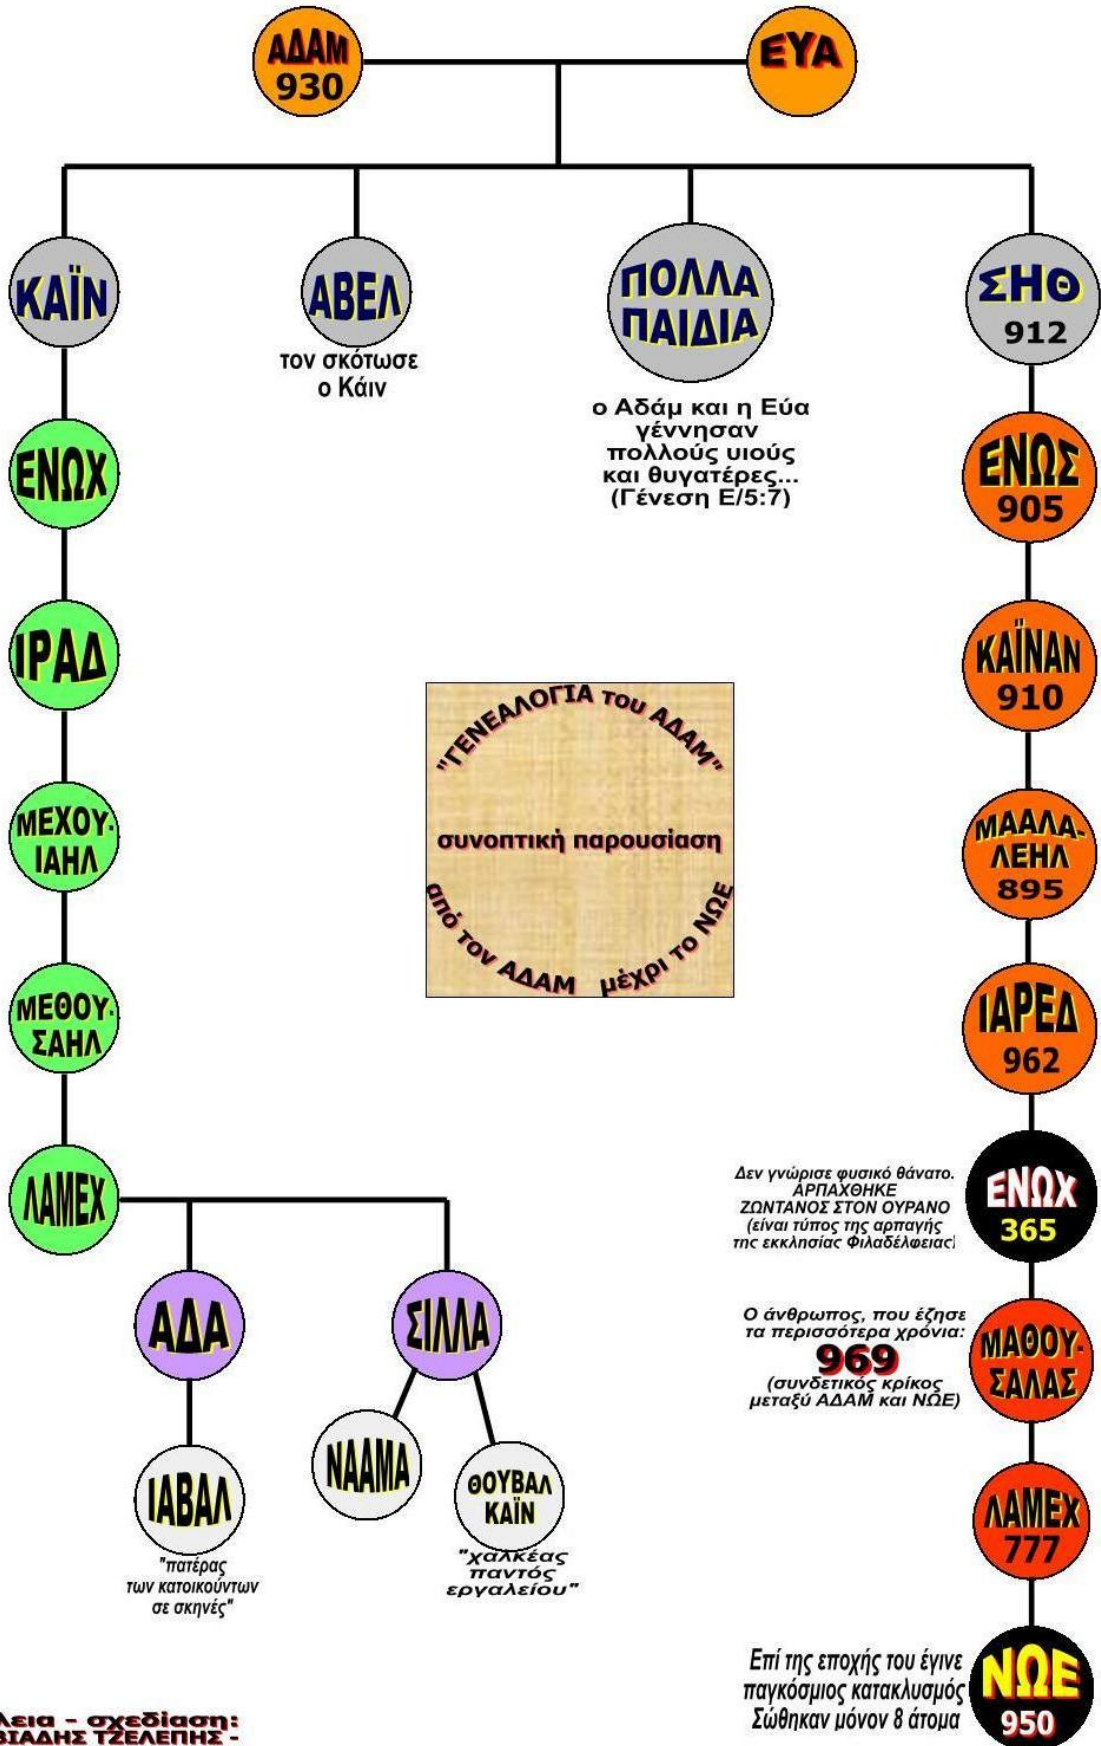 ΑΔΑΜ
930
ΕΥΑ
ΚΑΪΝ
ΑΒΕΛ
τον σκότωσε
ο Κάιν
ΠΟΛΛΑ
ΠΑΙΔΙΑ
ο Αδάμ και η Εύα
γέννησαν
πολλούς υιούς
και θυγατέρες...
(Γένεση Ε/5:7)
ΣΗΘ
912
ΕΝΩΧ
ΙΡΑΔ
ΜΕΧΟΥ-
ΙΑΗΛ
ΜΕΘΟΥ-
ΣΑΗΛ
ΛΑΜΕΧ
ΑΔΑ
ΣΙΛΛΑ
ΙΑΒΑΛ
"πατέρας
των κατοικούντων
σε σκηνές"
ΝΑΑΜΑ
ΘΟΥΒΑΛ
ΚΑΪΝ
"χαλκέας
παντός
εργαλείου"
"ΓΕΝΕΑΛΟΓΙΑ του ΑΔΑΜ"
συνοπτική παρουσίαση
από τον ΑΔΑΜ μέχρι το ΝΩΕ
ΕΝΩΣ
905
ΚΑΪΝΑΝ
910
ΜΑΑΛΑ-
ΛΕΗΛ
895
ΙΑΡΕΔ
962
Δεν γνώρισε φυσικό θάνατο.
ΑΡΠΑΧΘΗΚΕ
ΖΩΝΤΑΝΟΣ ΣΤΟΝ ΟΥΡΑΝΟ
(είναι τύπος της αρπαγής
της εκκλησίας Φιλαδέλφειας)
ΕΝΩΧ
365
Ο άνθρωπος, που έζησε
τα περισσότερα χρόνια:
969
(συνδετικός κρίκος
μεταξύ ΑΔΑΜ και ΝΩΕ)
ΜΑΘΟΥ-
ΣΑΛΑΣ
ΛΑΜΕΧ
777
Επί της εποχής του έγινε
παγκόσμιος κατακλυσμός
Σώθηκαν μόνον 8 άτομα
ΝΩΕ
950
λεια - σχεδίαση:
ΒΙΑΔΗΣ ΤΖΕΛΕΠΗΣ -